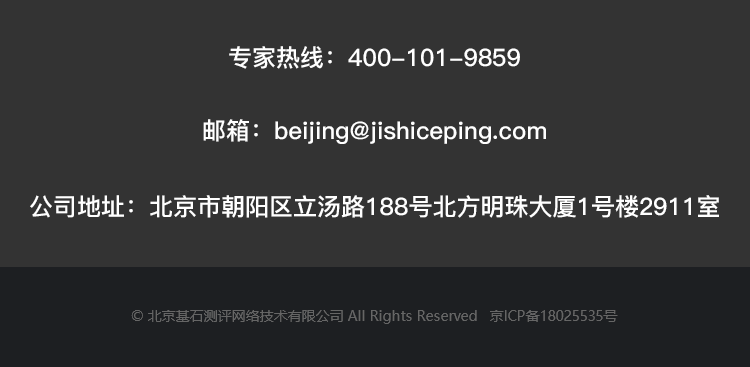 专家热线：400-101-9859
邮箱：beijing@jishiceping.com
公司地址：北京市朝阳区立汤路188号北方明珠大厦1号楼2911室
© 北京基石测评网络技术有限公司 All Rights Reserved 京ICP备18025535号